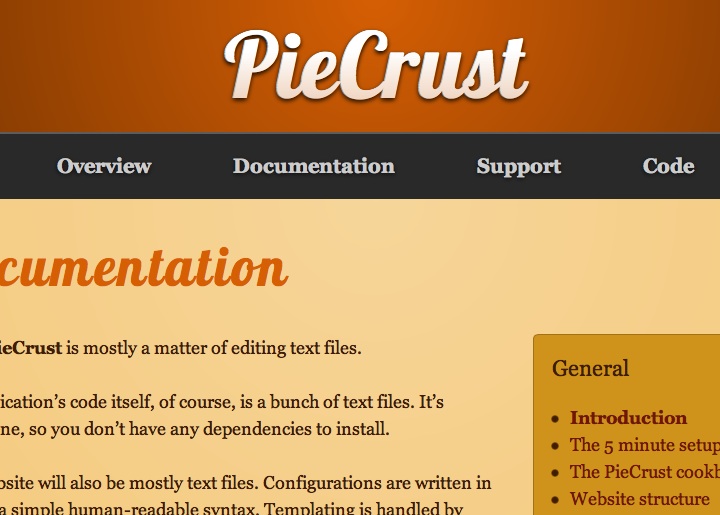 PieCrust
Overview Documentation Support Code
cumentation
ieCrust is mostly a matter of editing text files.
ication’s code itself, of course, is a bunch of text files. It’s
ne, so you don’t have any dependencies to install.
bsite will also be mostly text files. Configurations are written in
a simple human-readable syntax. Templating is handled by
General
• Introduction
• The 5 minute setup
• The PieCrust cookb
• Website structure